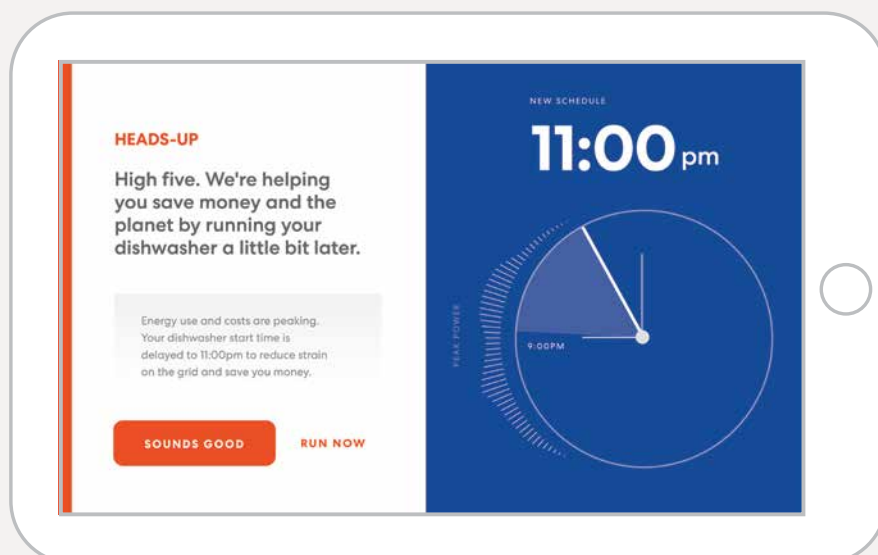 HEADS-UP
High five. We're helping
you save money and the
planet by running your
dishwasher a little bit later.
Energy use and costs are peaking.
Your dishwasher start time is
delayed to 11:00pm to reduce strain
on the grid and save you money.
SOUNDS GOOD
RUN NOW
NEW SCHEDULE
11:00 pm
PEAK POWER
9:00PM